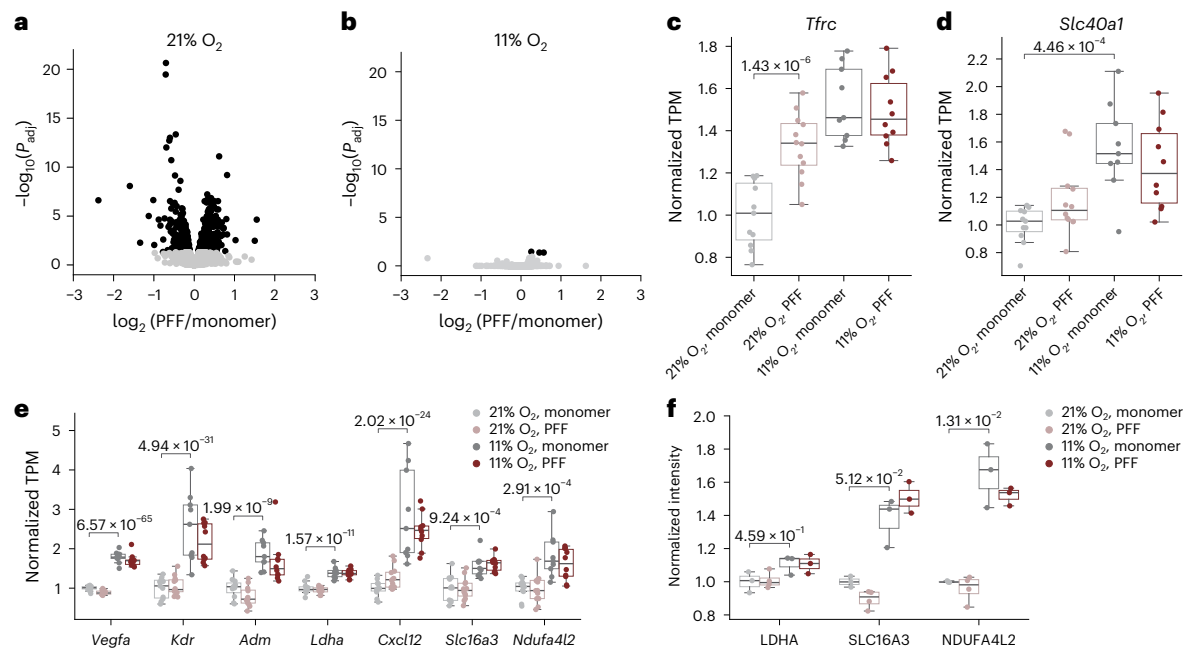 a
21% O2
−log10(Padj)
20
15
10
5
0
−3 −2 −1 0 1 2 3
log2 (PFF/monomer)
b
11% O2
−log10(Padj)
20
15
10
5
0
−3 −2 −1 0 1 2 3
log2 (PFF/monomer)
c
Tfrc
Normalized TPM
1.8
1.6
1.4
1.2
1.0
0.8
1.43 × 10−6
21% O2, monomer
21% O2, PFF
11% O2, monomer
11% O2, PFF
d
Slc40a1
Normalized TPM
2.2
2.0
1.8
1.6
1.4
1.2
1.0
0.8
4.46 × 10−4
21% O2, monomer
21% O2, PFF
11% O2, monomer
11% O2, PFF
e
Normalized TPM
5
4
3
2
1
6.57 × 10−65
4.94 × 10−31
1.99 × 10−9
1.57 × 10−11
2.02 × 10−24
9.24 × 10−4
2.91 × 10−4
21% O2, monomer
21% O2, PFF
11% O2, monomer
11% O2, PFF
Vegfa Kdr Adm Ldha Cxcl12 Slc16a3 Ndufa4l2
f
Normalized intensity
2.0
1.8
1.6
1.4
1.2
1.0
0.8
4.59 × 10−1
5.12 × 10−2
1.31 × 10−2
21% O2, monomer
21% O2, PFF
11% O2, monomer
11% O2, PFF
LDHA SLC16A3 NDUFA4L2